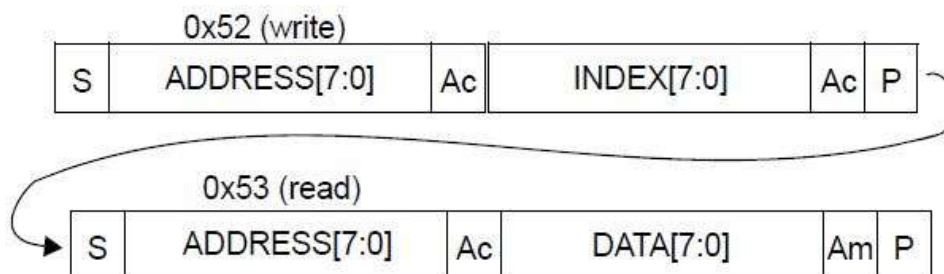 0x52 (write)
S ADDRESS[7:0] Ac INDEX[7:0] Ac P
0x53 (read)
S ADDRESS[7:0] Ac DATA[7:0] Am P